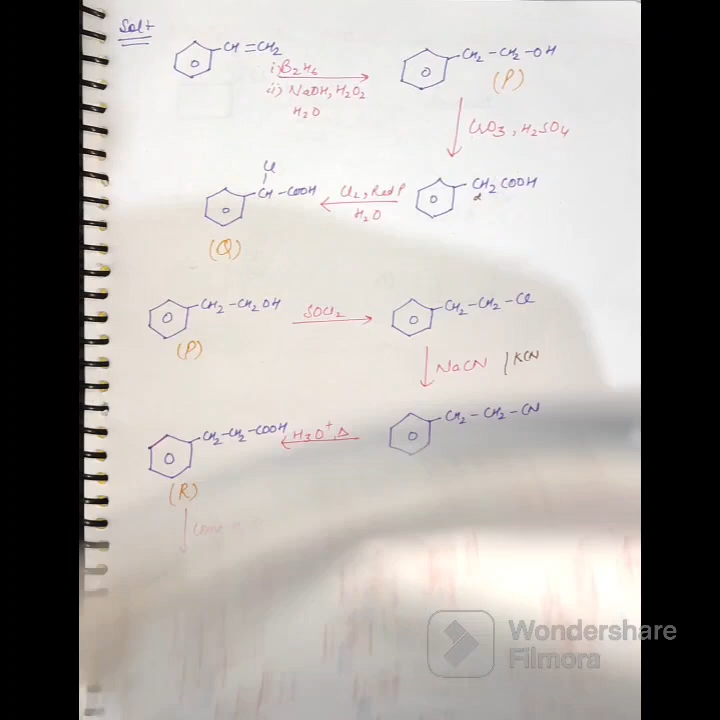 Solt
CH = CH2
i) B2H6
ii) NaOH, H2O2
H2O
CH2 - CH2 - OH
(P)
CrO3, H2SO4
CH2 COOH
α
Cl2, Red P
H2O
Cl
CH - COOH
(Q)
CH2 - CH2 OH
(P)
SOCl2
CH2 - CH2 - Cl
NaCN / KCN
CH2 - CH2 - CN
H3O+, Δ
CH2 - CH2 - COOH
(R)
Wondershare
Filmora